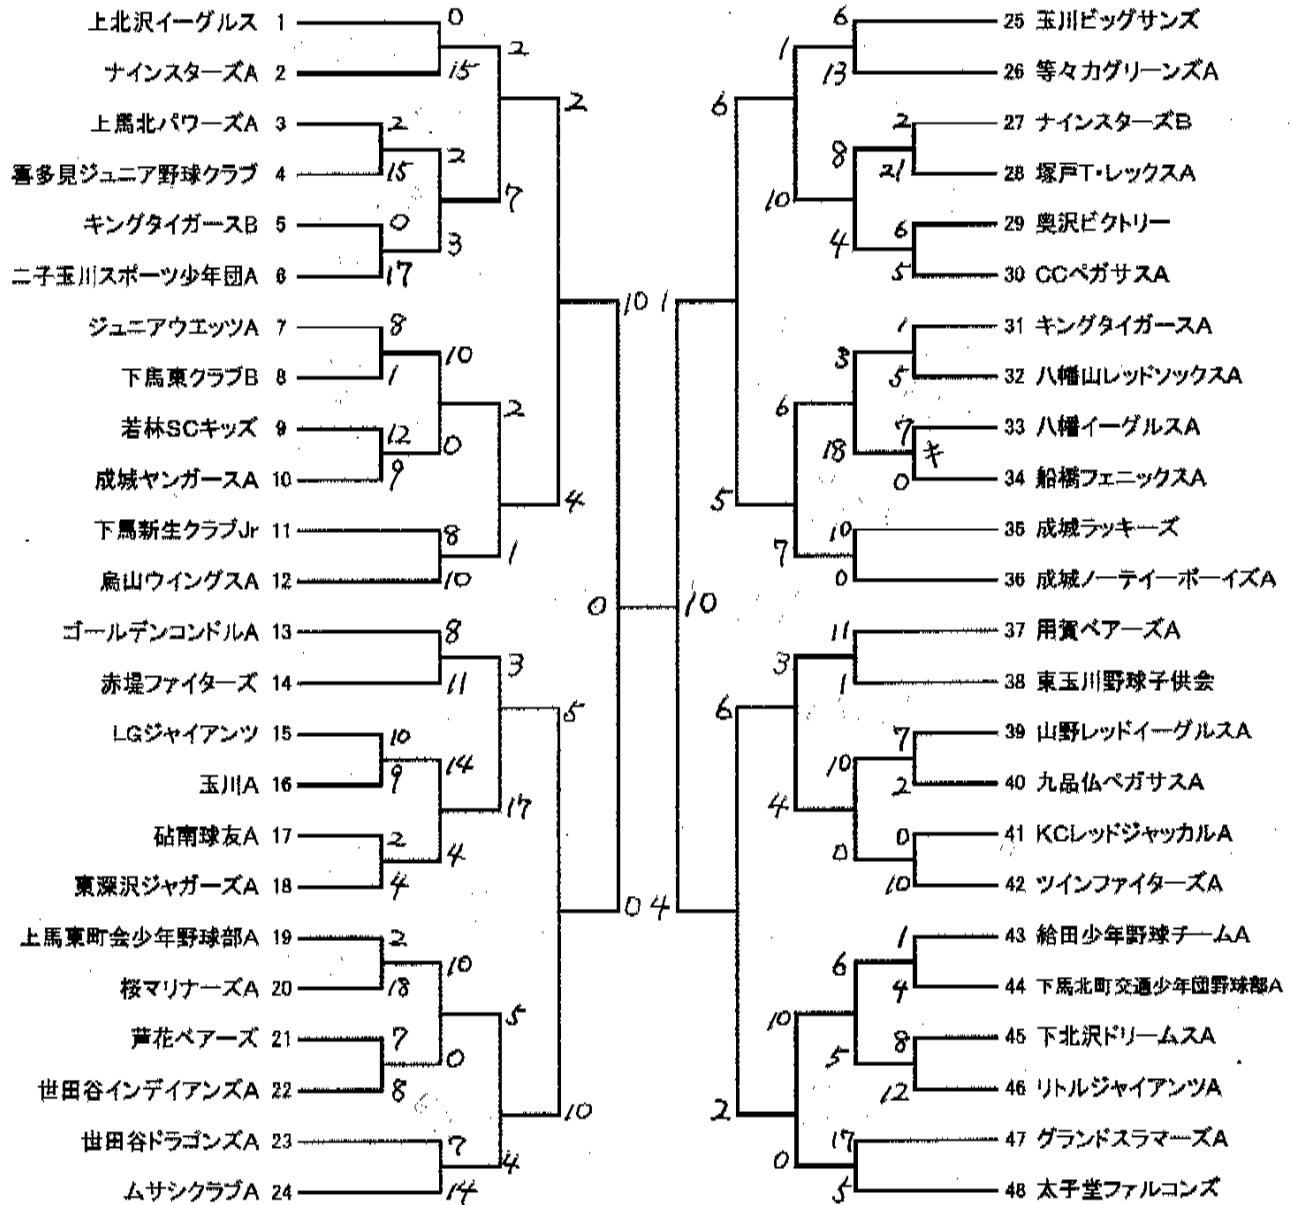 上北沢イーグルス 1 0
2
ナインスターズA 2 15
2
上馬北パワーズA 3 2
2
喜多見ジュニア野球クラブ 4 15
7
キングタイガースB 5 0
3
二子玉川スポーツ少年団A 6 17
10
ジュニアウエッツA 7 8
10
下馬東クラブB 8 1
2
若林SCキッズ 9 12
0
成城ヤンガースA 10 9
4
下馬新生クラブJr 11 8
1
烏山ウイングスA 12 10
0
ゴールデンコンドルA 13 8
3
赤堤ファイターズ 14 11
5
LGジャイアンツ 15 10
14
玉川A 16 9
17
砧南球友A 17 2
4
東深沢ジャガーズA 18 4
0
上馬東町会少年野球部A 19 2
10
桜マリナーズA 20 18
5
芦花ベアーズ 21 7
0
世田谷インデイアンズA 22 8
10
世田谷ドラゴンズA 23 7
4
ムサシクラブA 24 14
6 25 玉川ビッグサンズ
1
13 26 等々力グリーンズA
6
2 27 ナインスターズB
8
21 28 塚戸T・レックスA
10
6 29 奥沢ビクトリー
4
5 30 CCペガサスA
1
1 31 キングタイガースA
3
5 32 八幡山レッドソックスA
6
7 33 八幡イーグルスA
18 キ
0 34 船橋フェニックスA
5
10 35 成城ラッキーズ
7
0 36 成城ノーテイーボーイズA
10
11 37 用賀ベアーズA
3
1 38 東玉川野球子供会
6
7 39 山野レッドイーグルスA
10
2 40 九品仏ペガサスA
4
0 41 KCレッドジャッカルA
0
10 42 ツインファイターズA
4
1 43 給田少年野球チームA
6
4 44 下馬北町交通少年団野球部A
10
8 45 下北沢ドリームスA
5
12 46 リトルジャイアンツA
2
17 47 グランドスラマーズA
0
5 48 太子堂ファルコンズ